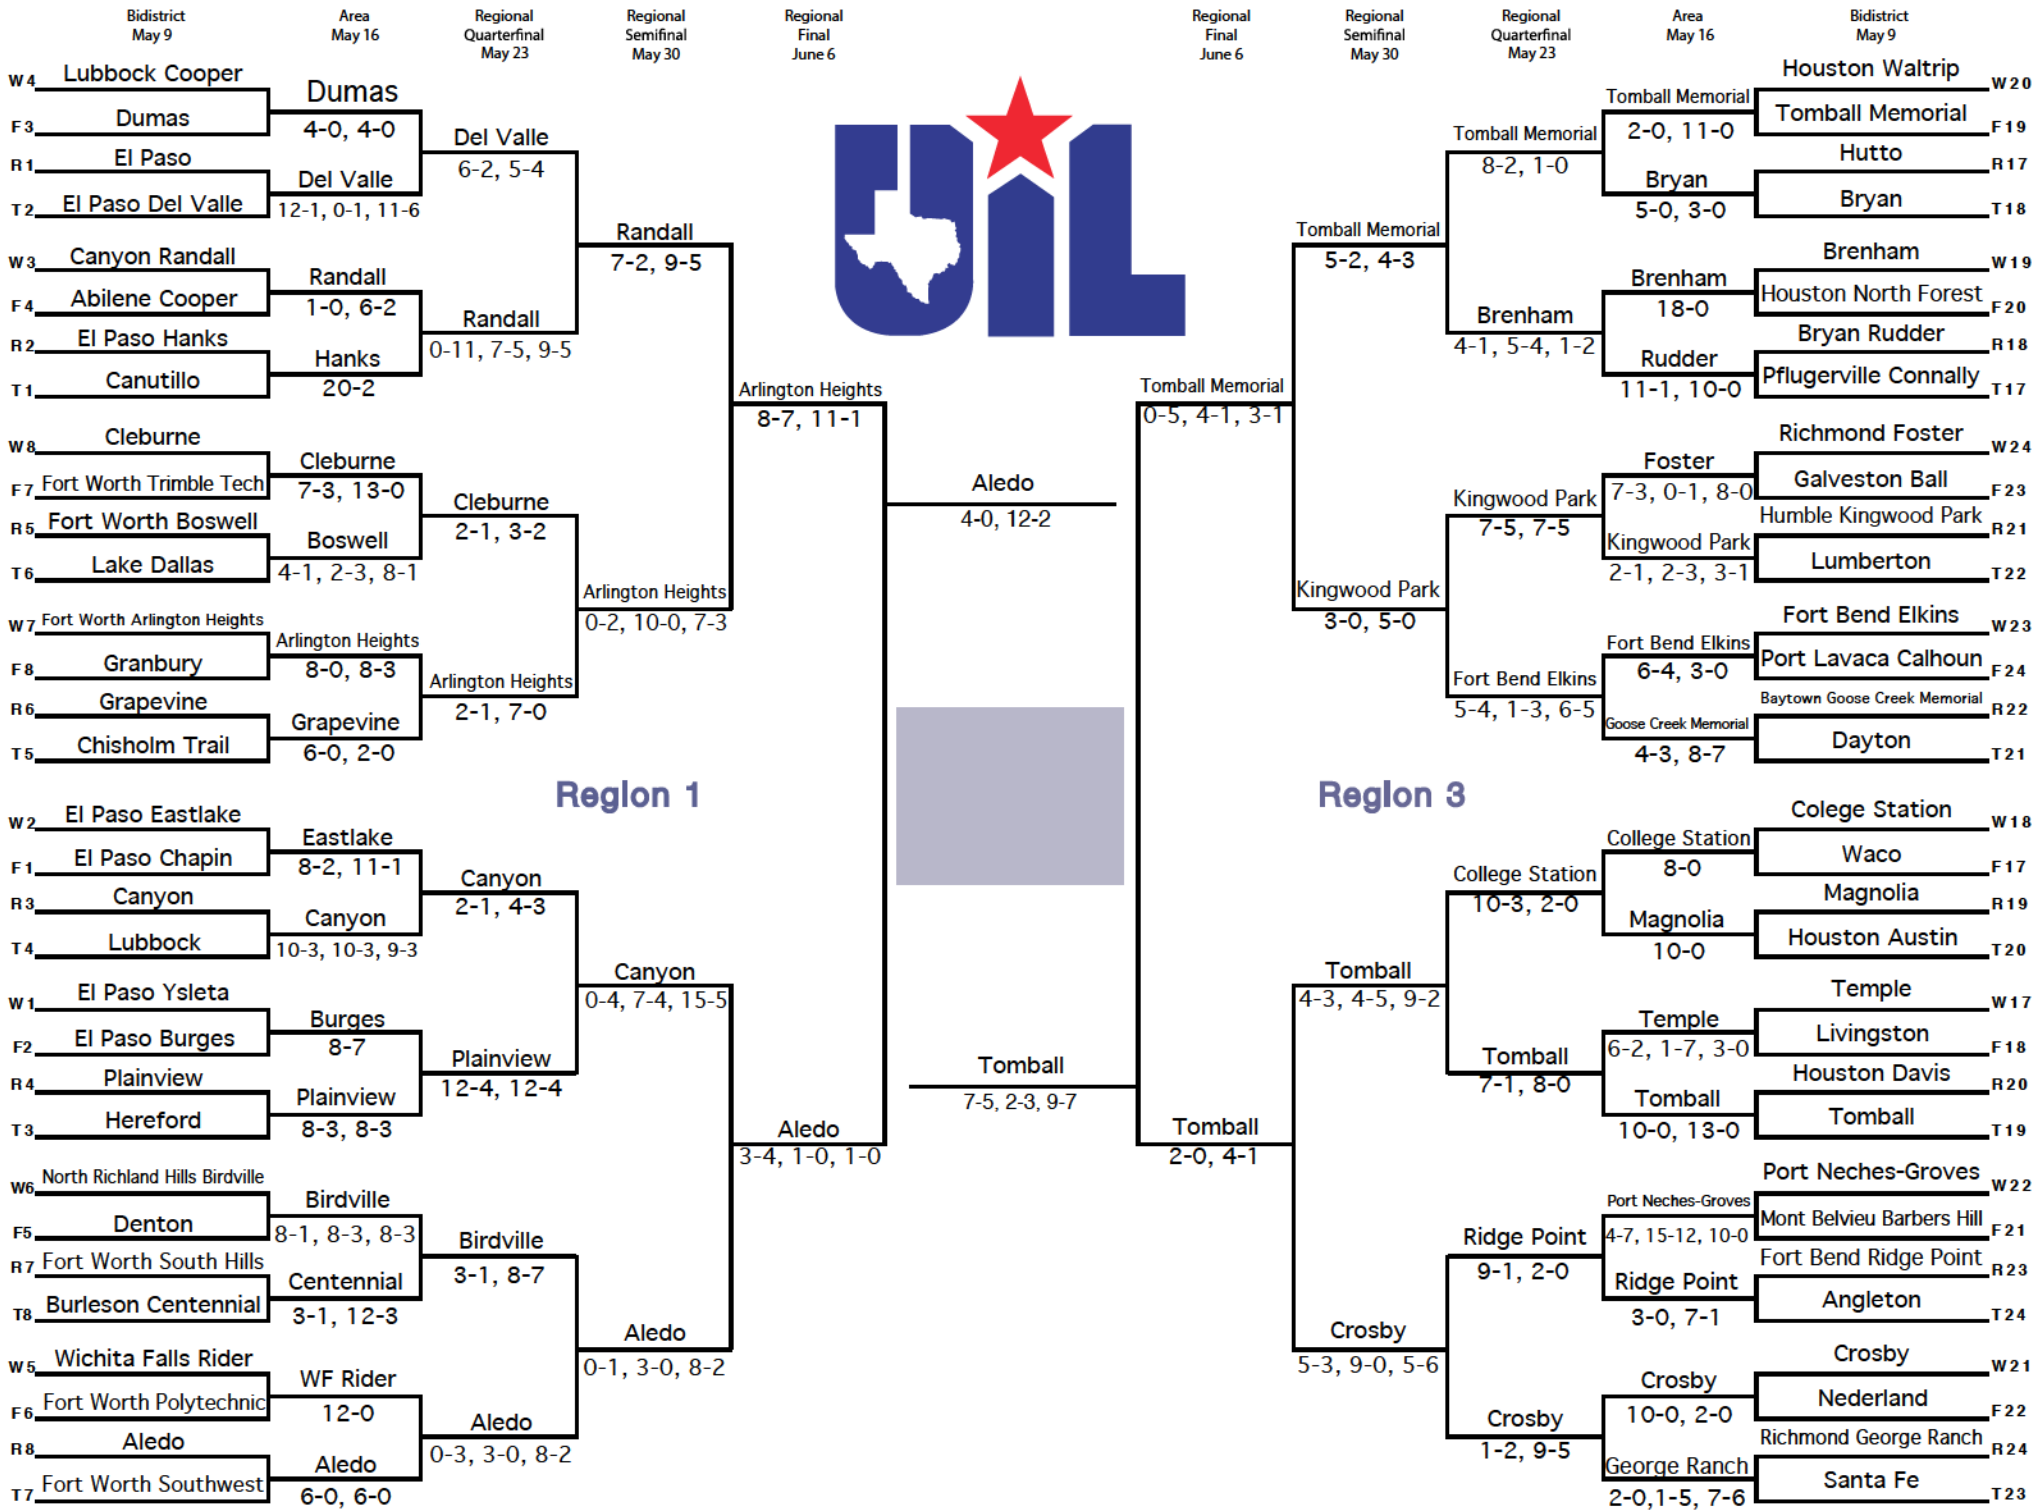 Bidistrict
May 9
Area
May 16
Regional
Quarterfinal
May 23
Regional
Semifinal
May 30
Regional
Final
June 6
Regional
Final
June 6
Regional
Semifinal
May 30
Regional
Quarterfinal
May 23
Area
May 16
Bidistrict
May 9
W4 Lubbock Cooper
F3 Dumas
R1 El Paso
T2 El Paso Del Valle
W3 Canyon Randall
F4 Abilene Cooper
R2 El Paso Hanks
T1 Canutillo
W8 Cleburne
F7 Fort Worth Trimble Tech
R5 Fort Worth Boswell
T6 Lake Dallas
W7 Fort Worth Arlington Heights
F8 Granbury
R6 Grapevine
T5 Chisholm Trail
W2 El Paso Eastlake
F1 El Paso Chapin
R3 Canyon
T4 Lubbock
W1 El Paso Ysleta
F2 El Paso Burges
R4 Plainview
T3 Hereford
W6 North Richland Hills Birdville
F5 Denton
R7 Fort Worth South Hills
T8 Burleson Centennial
W5 Wichita Falls Rider
F6 Fort Worth Polytechnic
R8 Aledo
T7 Fort Worth Southwest
Dumas
4-0, 4-0
Del Valle
12-1, 0-1, 11-6
Randall
1-0, 6-2
Hanks
20-2
Cleburne
7-3, 13-0
Boswell
4-1, 2-3, 8-1
Arlington Heights
8-0, 8-3
Grapevine
6-0, 2-0
Eastlake
8-2, 11-1
Canyon
10-3, 10-3, 9-3
Burges
8-7
Plainview
8-3, 8-3
Birdville
8-1, 8-3, 8-3
Centennial
3-1, 12-3
WF Rider
12-0
Aledo
6-0, 6-0
Del Valle
6-2, 5-4
Randall
0-11, 7-5, 9-5
Cleburne
2-1, 3-2
Arlington Heights
2-1, 7-0
Canyon
2-1, 4-3
Plainview
12-4, 12-4
Birdville
3-1, 8-7
Aledo
0-3, 3-0, 8-2
Randall
7-2, 9-5
Arlington Heights
0-2, 10-0, 7-3
Canyon
0-4, 7-4, 15-5
Aledo
0-1, 3-0, 8-2
Arlington Heights
8-7, 11-1
Aledo
3-4, 1-0, 1-0
Region 1
UIL
Aledo
4-0, 12-2
Tomball
7-5, 2-3, 9-7
Region 3
Tomball Memorial
0-5, 4-1, 3-1
Tomball
2-0, 4-1
Tomball Memorial
5-2, 4-3
Kingwood Park
3-0, 5-0
Tomball
4-3, 4-5, 9-2
Crosby
5-3, 9-0, 5-6
Tomball Memorial
8-2, 1-0
Brenham
4-1, 5-4, 1-2
Kingwood Park
7-5, 7-5
Fort Bend Elkins
5-4, 1-3, 6-5
College Station
10-3, 2-0
Tomball
7-1, 8-0
Ridge Point
9-1, 2-0
Crosby
1-2, 9-5
Tomball Memorial
2-0, 11-0
Bryan
5-0, 3-0
Brenham
18-0
Rudder
11-1, 10-0
Foster
7-3, 0-1, 8-0
Kingwood Park
2-1, 2-3, 3-1
Fort Bend Elkins
6-4, 3-0
Goose Creek Memorial
4-3, 8-7
College Station
8-0
Magnolia
10-0
Temple
6-2, 1-7, 3-0
Tomball
10-0, 13-0
Port Neches-Groves
4-7, 15-12, 10-0
Ridge Point
3-0, 7-1
Crosby
10-0, 2-0
George Ranch
2-0,1-5, 7-6
Houston Waltrip W20
Tomball Memorial F19
Hutto R17
Bryan T18
Brenham W19
Houston North Forest F20
Bryan Rudder R18
Pflugerville Connally T17
Richmond Foster W24
Galveston Ball F23
Humble Kingwood Park R21
Lumberton T22
Fort Bend Elkins W23
Port Lavaca Calhoun F24
Baytown Goose Creek Memorial R22
Dayton T21
Colege Station W18
Waco F17
Magnolia R19
Houston Austin T20
Temple W17
Livingston F18
Houston Davis R20
Tomball T19
Port Neches-Groves W22
Mont Belvieu Barbers Hill F21
Fort Bend Ridge Point R23
Angleton T24
Crosby W21
Nederland F22
Richmond George Ranch R24
Santa Fe T23